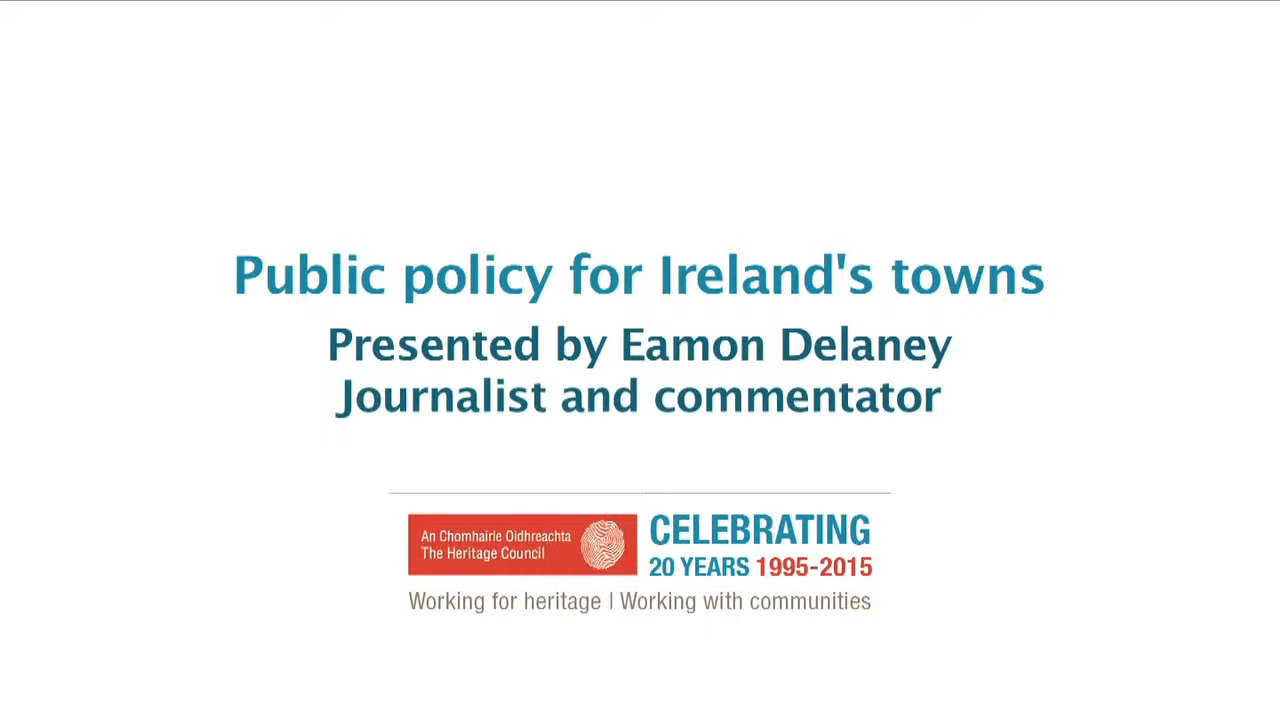 Public policy for Ireland's towns
Presented by Eamon Delaney
Journalist and commentator
An Chomhairle Oidhreachta
The Heritage Council
CELEBRATING
20 YEARS 1995-2015
Working for heritage | Working with communities